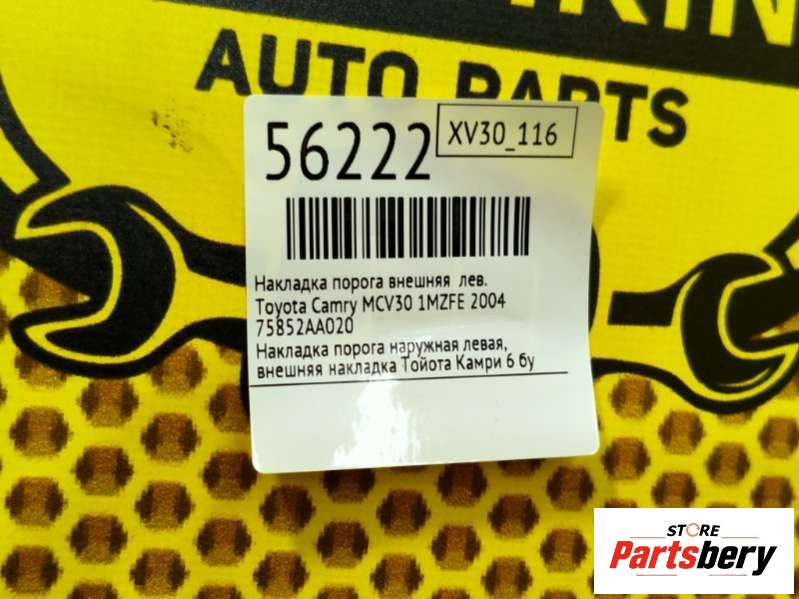 AUTO PARTS
56222
XV30_116
Накладка порога внешняя лев.
Toyota Camry MCV30 1MZFE 2004
75852AA020
Накладка порога наружная левая,
внешняя накладка Тойота Камри 6 бу
STORE
Partsbery